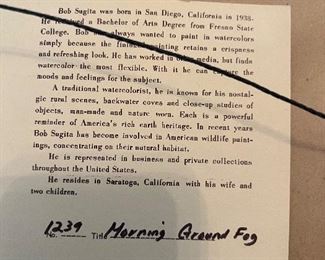 Bob Sugita was born in San Diego, California in 1938.
He received a Bachelor of Arts Degree from Fresno State
College. Bob has always wanted to paint in watercolors
simply because the finished painting retains a crispness
and refreshing look. He has worked in other media, but finds
watercolor the most flexible. With it he can capture the
moods and feelings for the subject.
A traditional watercolorist, he is known for his nostal-
gic rural scenes, backwater coves and close-up studies of
objects, man-made and nature worn. Each is a powerful
reminder of America's rich earth heritage. In recent years
Bob Sugita has become involved in American wildlife paint-
ings, concentrating on their natural habitat.
He is represented in business and private collections
throughout the United States.
He resides in Saratoga, California with his wife and
two children.
No. 1239 Title Morning Ground Fog